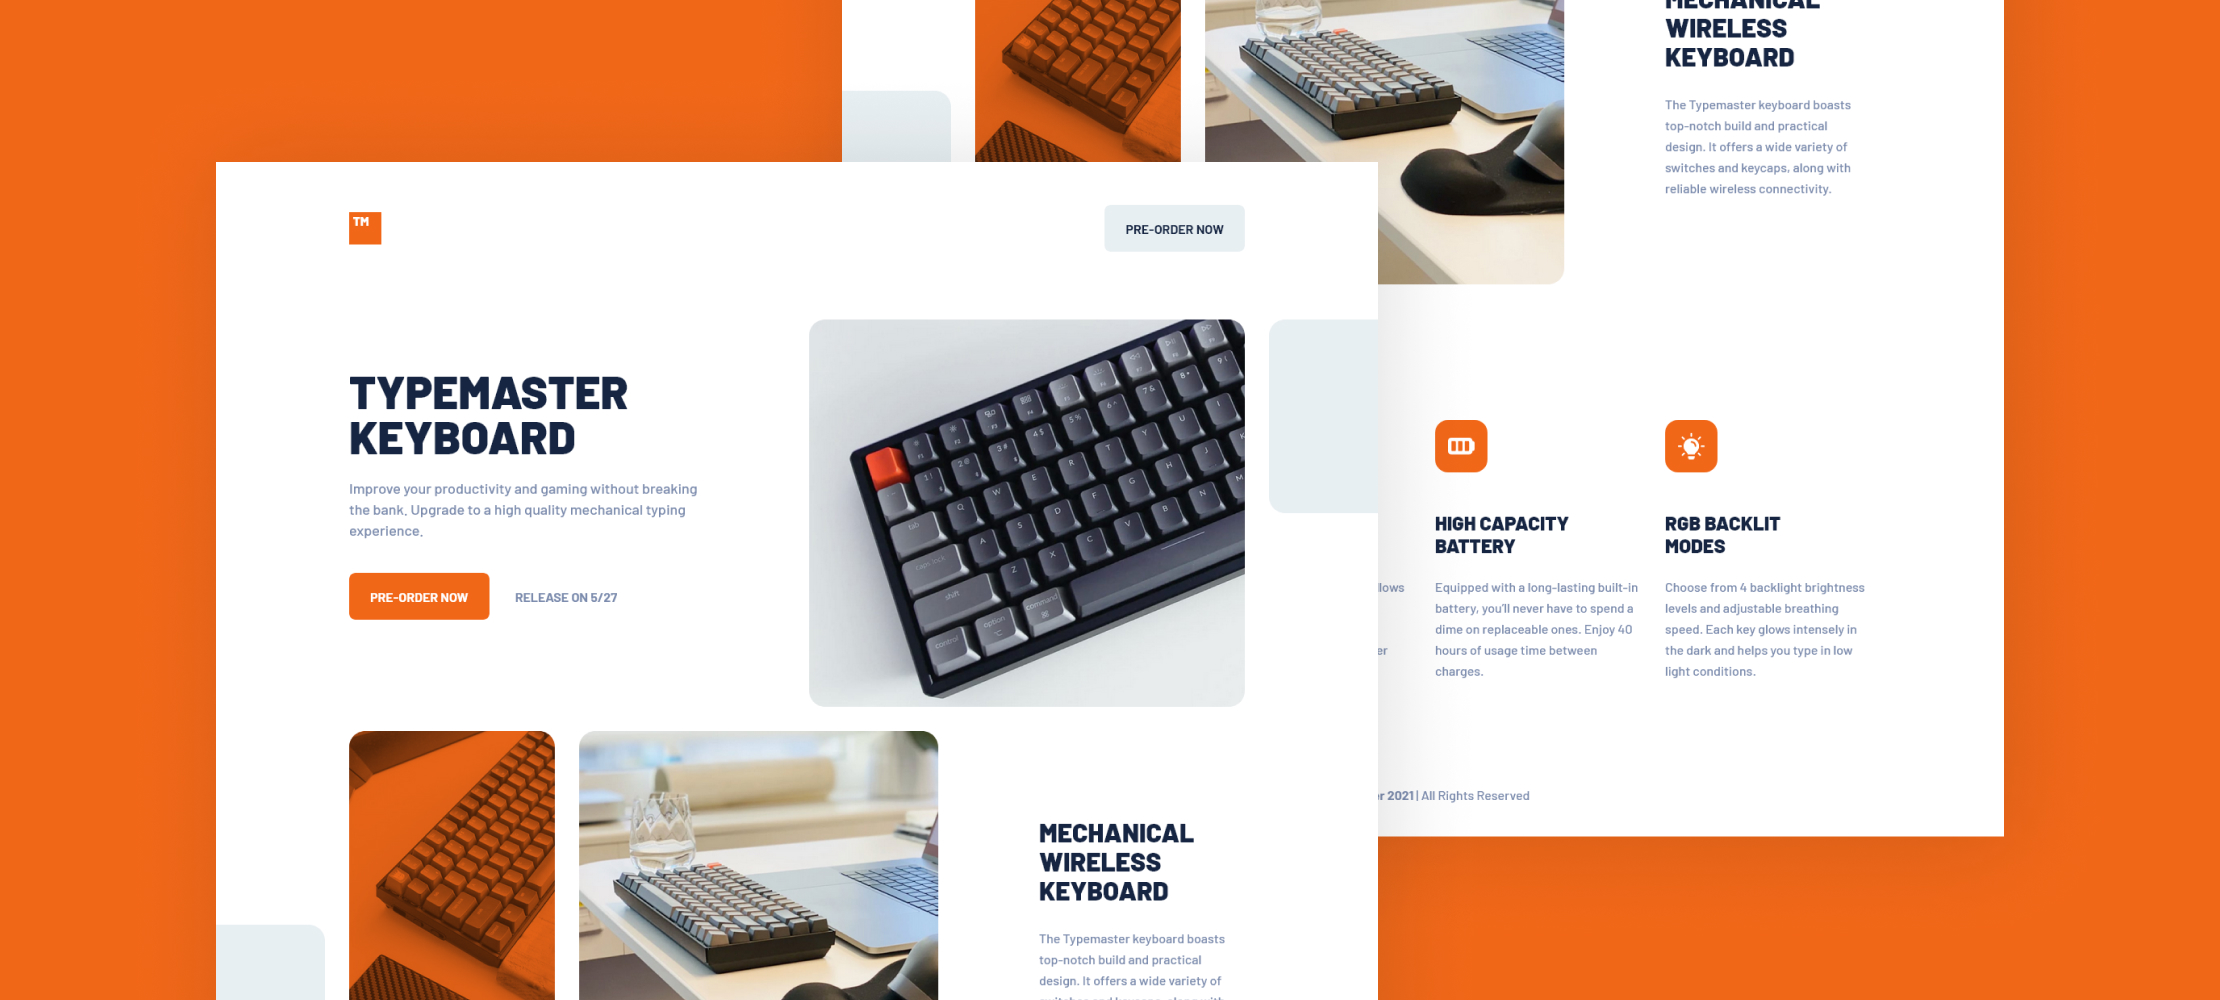 TM
PRE-ORDER NOW
TYPEMASTER
KEYBOARD
Improve your productivity and gaming without breaking
the bank. Upgrade to a high quality mechanical typing
experience.
PRE-ORDER NOW
RELEASE ON 5/27
MECHANICAL
WIRELESS
KEYBOARD
The Typemaster keyboard boasts
top-notch build and practical
design. It offers a wide variety of
switches and keycaps, along with
MECHANICAL
WIRELESS
KEYBOARD
The Typemaster keyboard boasts
top-notch build and practical
design. It offers a wide variety of
switches and keycaps, along with
reliable wireless connectivity.
HIGH CAPACITY
BATTERY
Equipped with a long-lasting built-in
battery, you'll never have to spend a
dime on replaceable ones. Enjoy 40
hours of usage time between
charges.
RGB BACKLIT
MODES
Choose from 4 backlight brightness
levels and adjustable breathing
speed. Each key glows intensely in
the dark and helps you type in low
light conditions.
2021 | All Rights Reserved